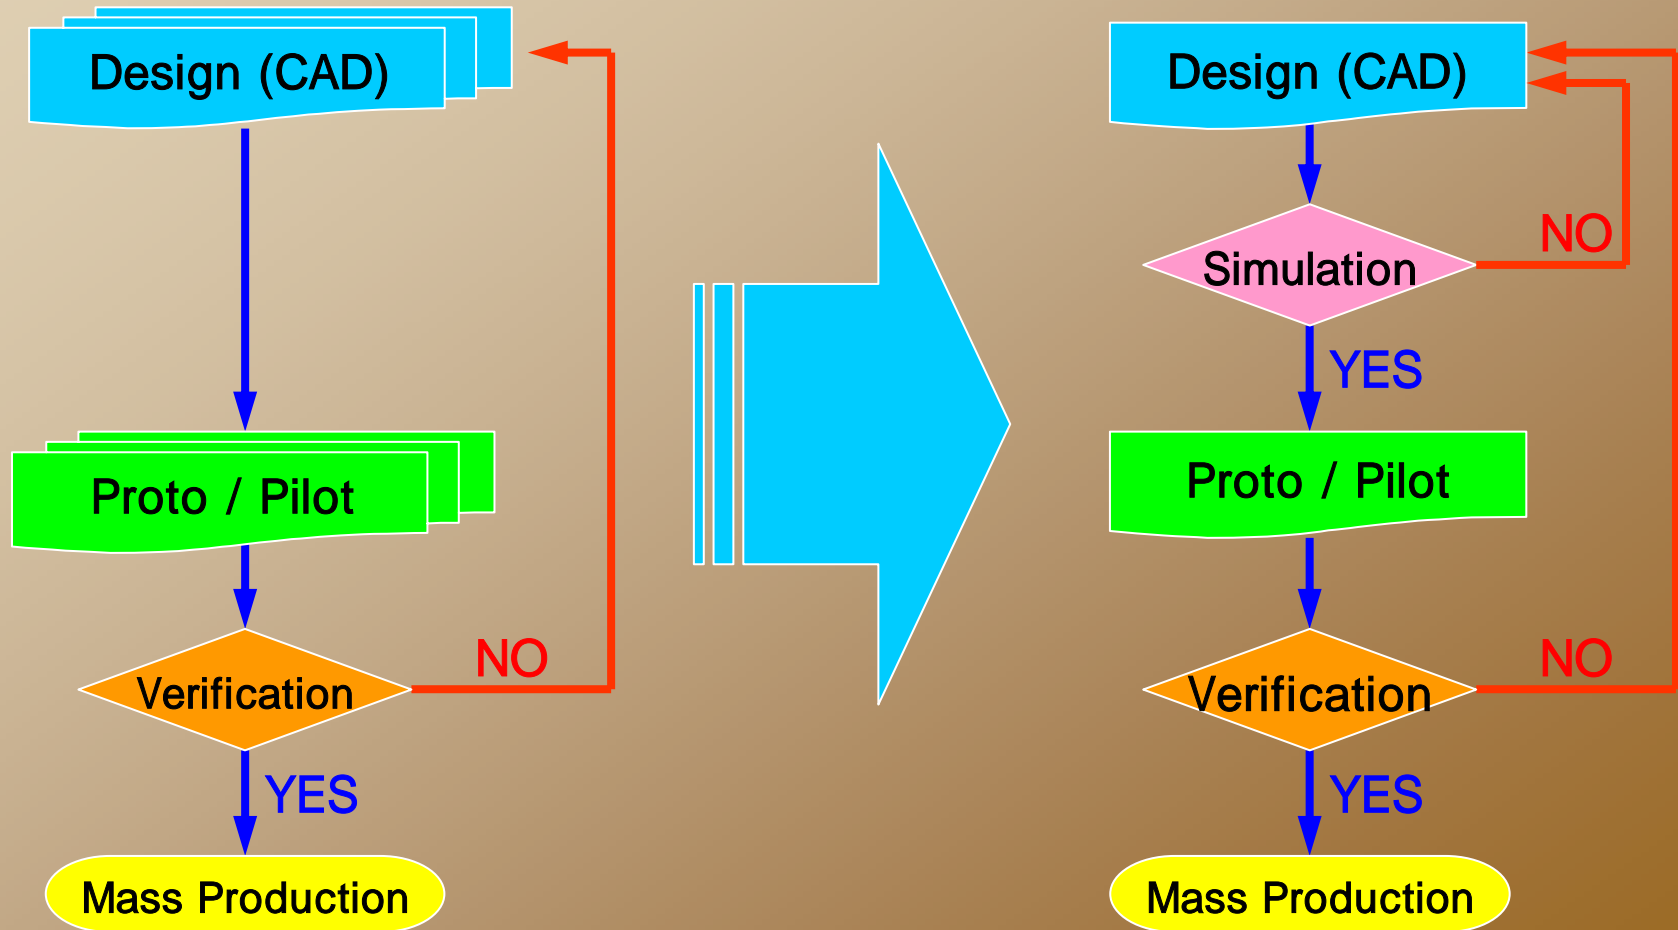 Design (CAD)
Proto / Pilot
Verification
NO
YES
Mass Production
Design (CAD)
Simulation
NO
YES
Proto / Pilot
Verification
NO
YES
Mass Production